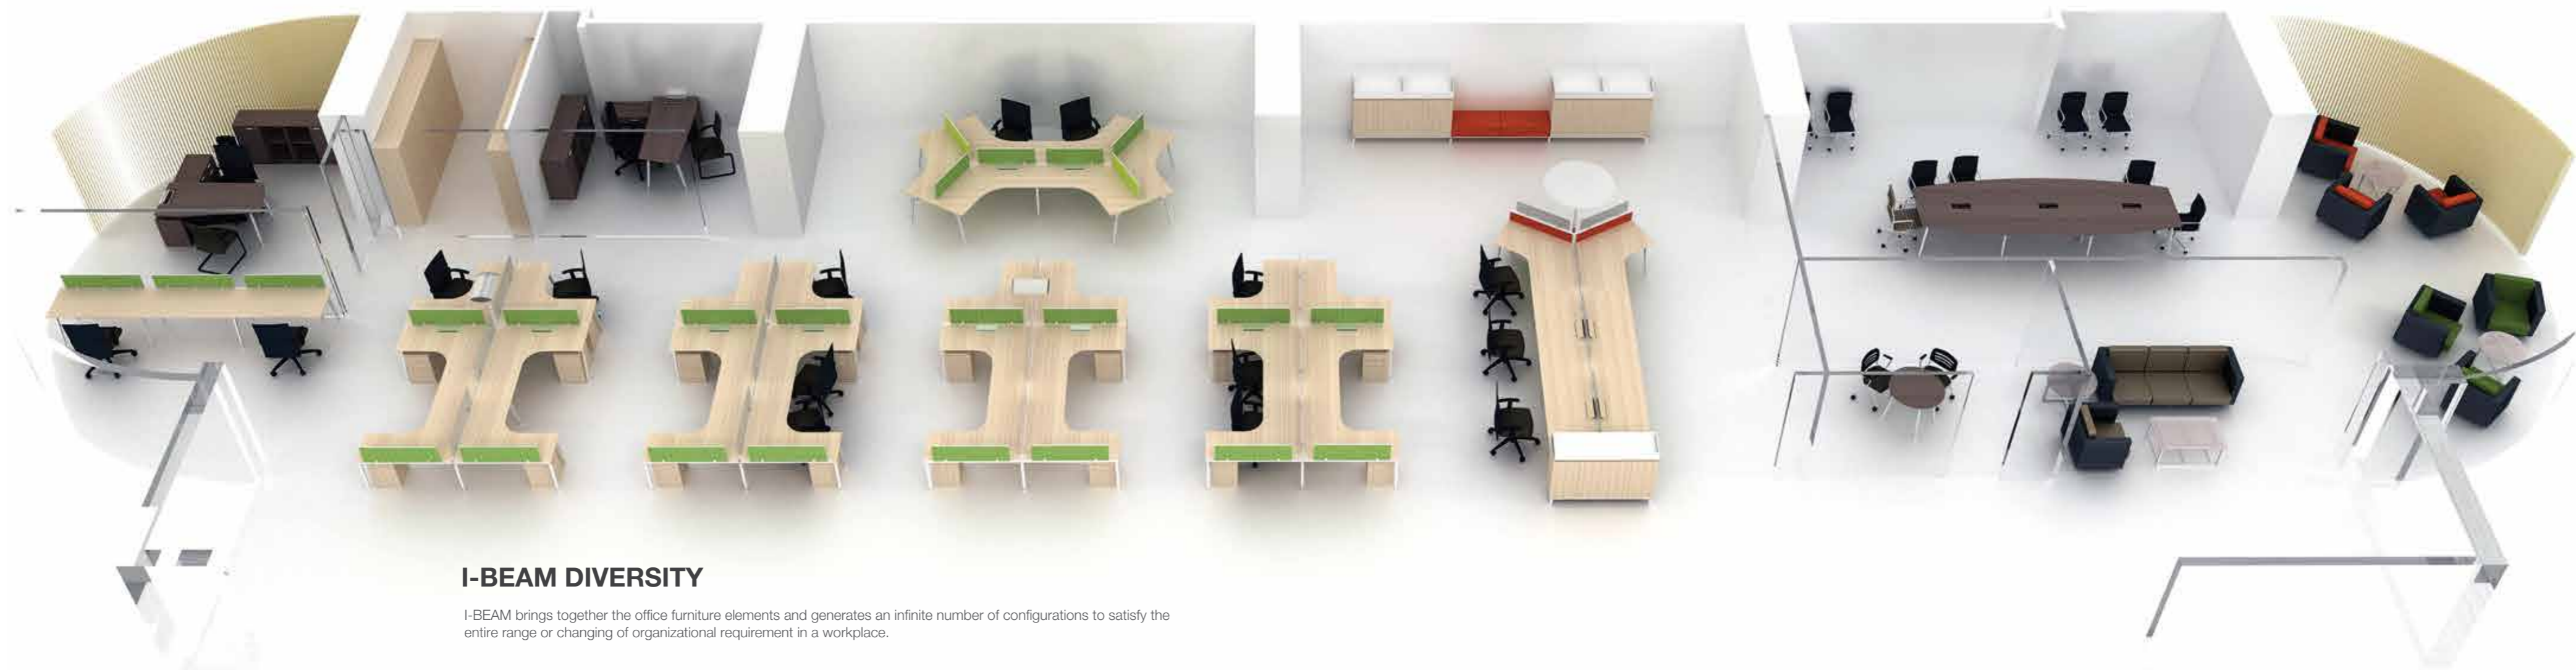 I-BEAM DIVERSITY
I-BEAM brings together the office furniture elements and generates an infinite number of configurations to satisfy the
entire range or changing of organizational requirement in a workplace.